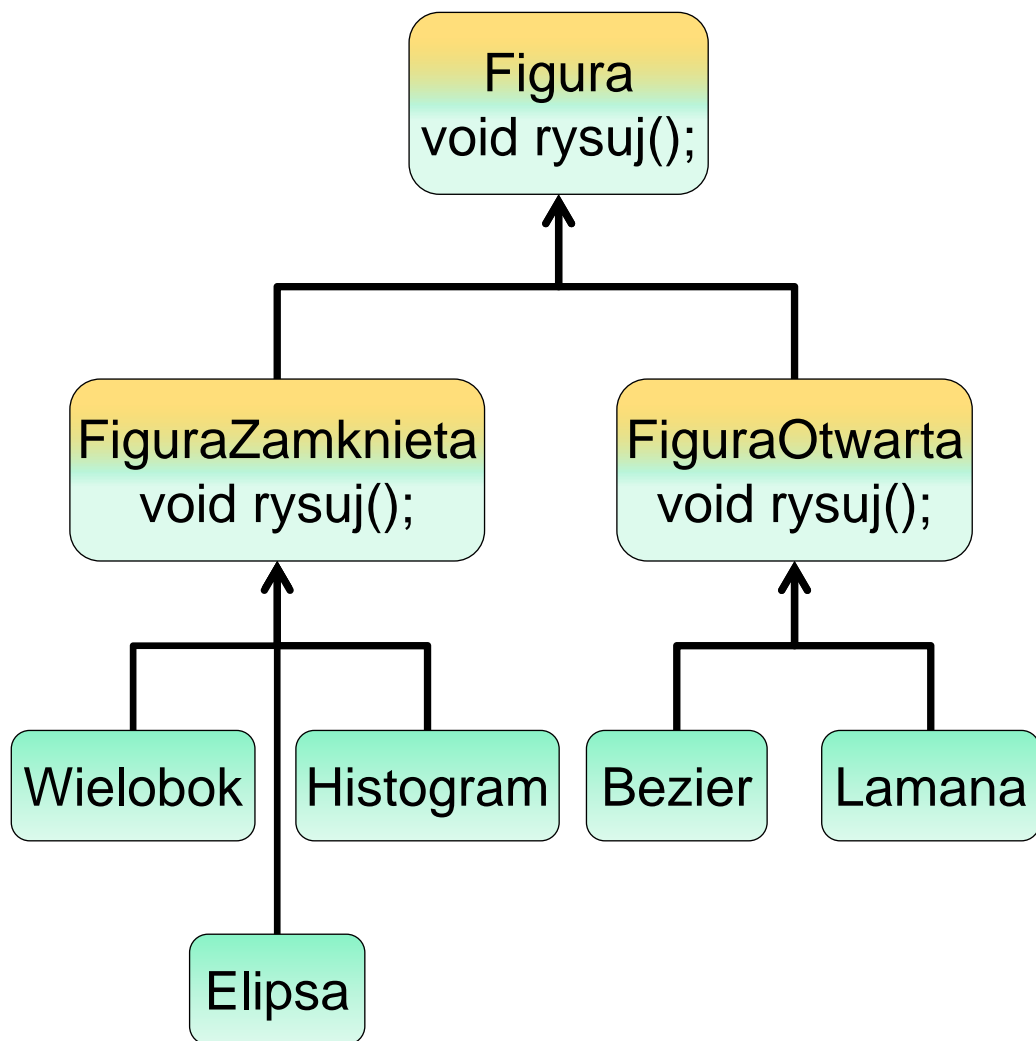 Figura
void rysuj();
FiguraZamknieta
void rysuj();
FiguraOtwarta
void rysuj();
Wielobok
Histogram
Bezier
Lamana
Elipsa